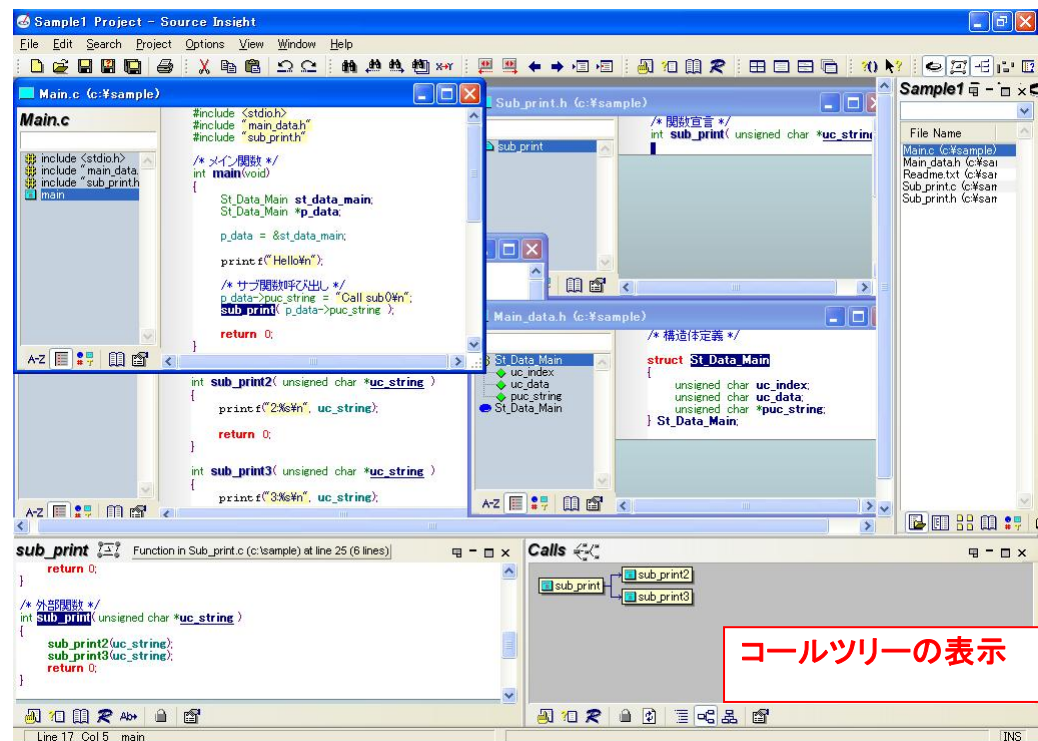 Sample1 Project - Source Insight
File Edit Search Project Options View Window Help
Main.c (c:¥sample)
Main.c
include <stdio.h>
include "main_data.
include "sub_print.h
main
#include <stdio.h>
#include "main_data.h"
#include "sub_print.h"
/* メイン関数 */
int main(void)
{
St_Data_Main st_data_main;
St_Data_Main *p_data;
p_data = &st_data_main;
printf("Hello¥n");
/* サブ関数呼び出し */
p_data->puc_string = "Call sub()¥n";
sub_print( p_data->puc_string );
return 0;
}
A-Z
int sub_print2( unsigned char *uc_string )
{
printf("2:%s¥n", uc_string);
return 0;
}
int sub_print3( unsigned char *uc_string )
{
printf("3:%s¥n", uc_string);
A-Z
Sub_print.h (c:¥sample)
sub_print
/* 関数宣言 */
int sub_print( unsigned char *uc_string
Main_data.h (c:¥sample)
St_Data_Main
uc_index
uc_data
puc_string
St_Data_Main
/* 構造体定義 */
struct St_Data_Main
{
unsigned char uc_index;
unsigned char uc_data;
unsigned char *puc_string;
} St_Data_Main;
A-Z
Sample1
File Name
Main.c (c:¥sample)
Main_data.h (c:¥sar
Readme.txt (c:¥sar
Sub_print.c (c:¥sam
Sub_print.h (c:¥sam
sub_print Function in Sub_print.c (c:\sample) at line 25 (6 lines)
return 0;
}
/* 外部関数 */
int sub_print( unsigned char *uc_string )
{
sub_print2(uc_string);
sub_print3(uc_string);
return 0;
}
Calls
sub_print
sub_print2
sub_print3
コールツリーの表示
Line 17 Col 5 main
INS